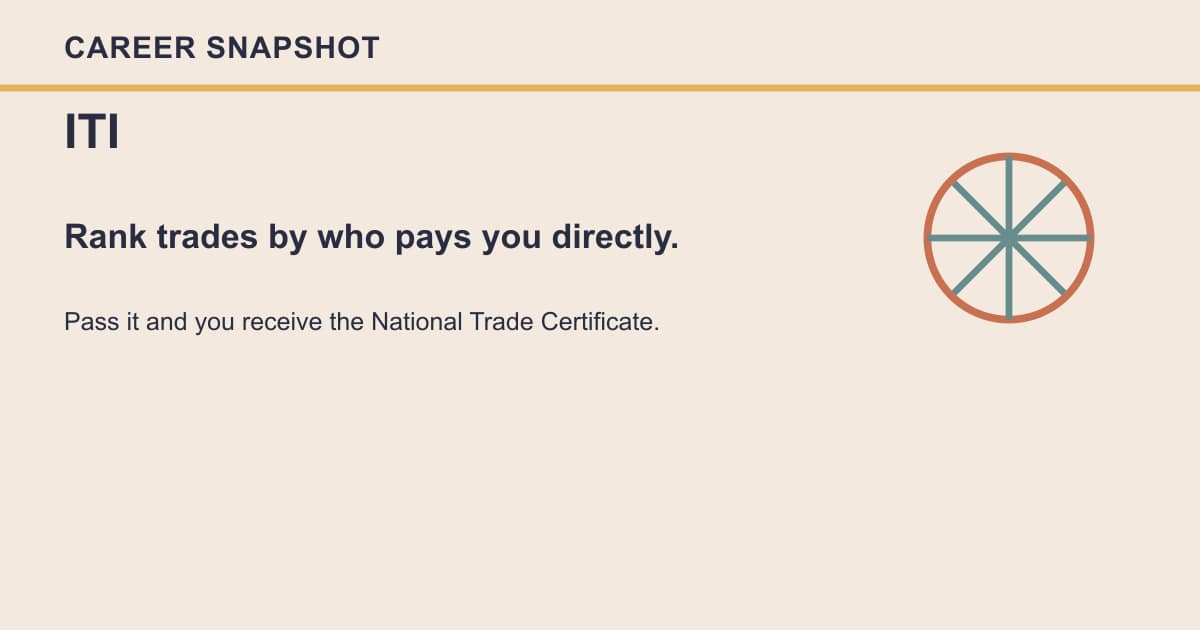 CAREER SNAPSHOT
ITI
Rank trades by who pays you directly.
Pass it and you receive the National Trade Certificate.